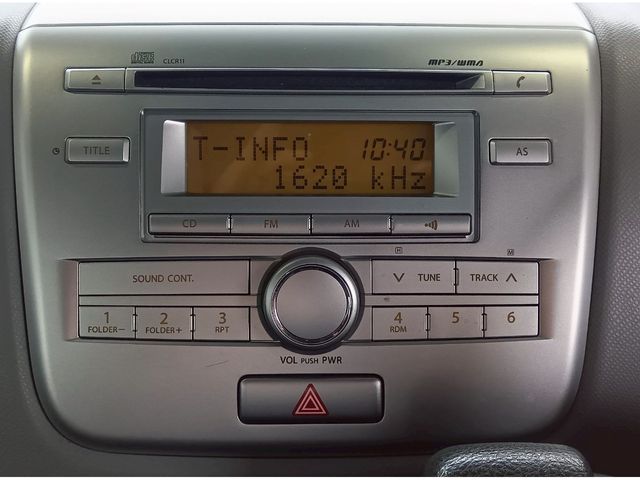 disc CLCR11 MP3/WMA
TITLE
T-INFO 10:40
1620 kHz
AS
CD FM AM
SOUND CONT.
H M
TUNE TRACK
1 FOLDER−
2 FOLDER+
3 RPT
4 RDM
5
6
VOL PUSH PWR